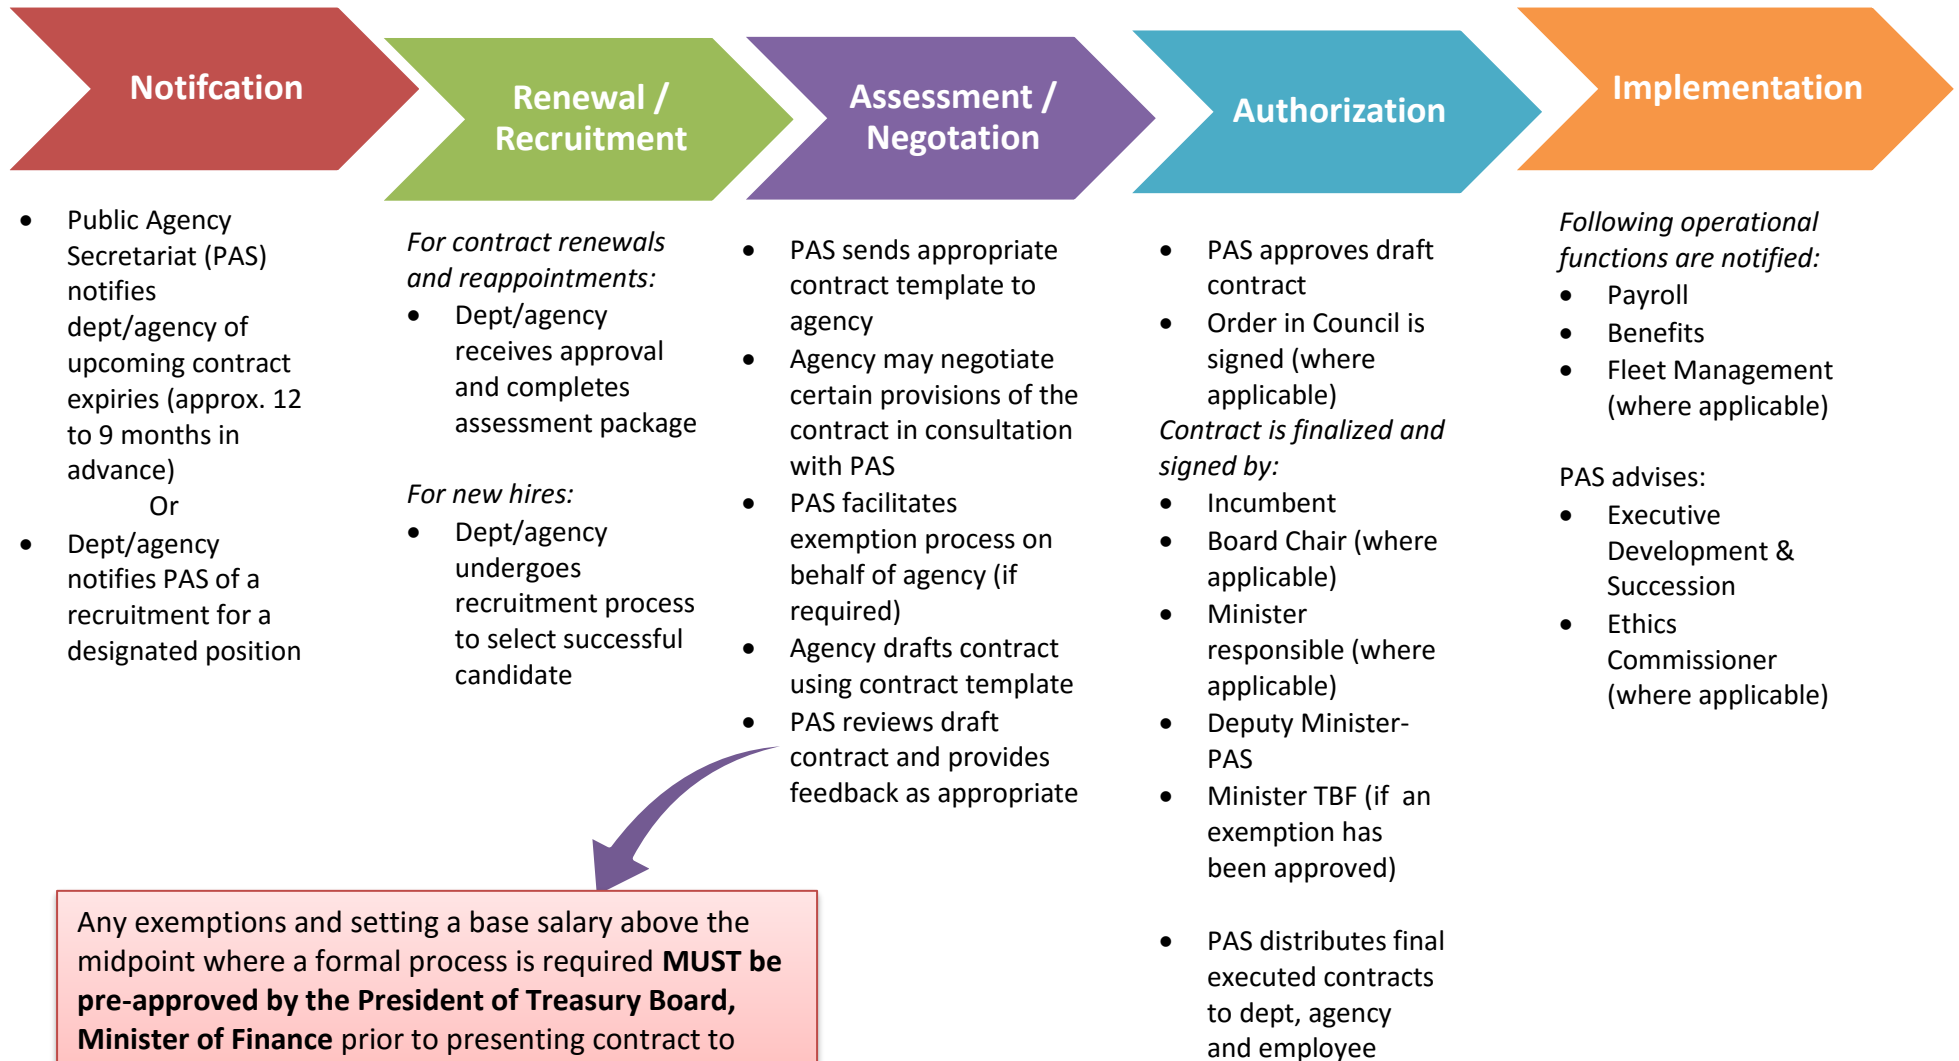 Notifcation
Renewal /
Recruitment
Assessment /
Negotation
Authorization
Implementation
• Public Agency
Secretariat (PAS)
notifies
dept/agency of
upcoming contract
expiries (approx. 12
to 9 months in
advance)
Or
• Dept/agency
notifies PAS of a
recruitment for a
designated position
For contract renewals
and reappointments:
• Dept/agency
receives approval
and completes
assessment package
For new hires:
• Dept/agency
undergoes
recruitment process
to select successful
candidate
• PAS sends appropriate
contract template to
agency
• Agency may negotiate
certain provisions of the
contract in consultation
with PAS
• PAS facilitates
exemption process on
behalf of agency (if
required)
• Agency drafts contract
using contract template
• PAS reviews draft
contract and provides
feedback as appropriate
Any exemptions and setting a base salary above the
midpoint where a formal process is required MUST be
pre-approved by the President of Treasury Board,
Minister of Finance prior to presenting contract to
• PAS approves draft
contract
• Order in Council is
signed (where
applicable)
Contract is finalized and
signed by:
• Incumbent
• Board Chair (where
applicable)
• Minister
responsible (where
applicable)
• Deputy Minister-
PAS
• Minister TBF (if an
exemption has
been approved)
• PAS distributes final
executed contracts
to dept, agency
and employee
Following operational
functions are notified:
• Payroll
• Benefits
• Fleet Management
(where applicable)
PAS advises:
• Executive
Development &
Succession
• Ethics
Commissioner
(where applicable)